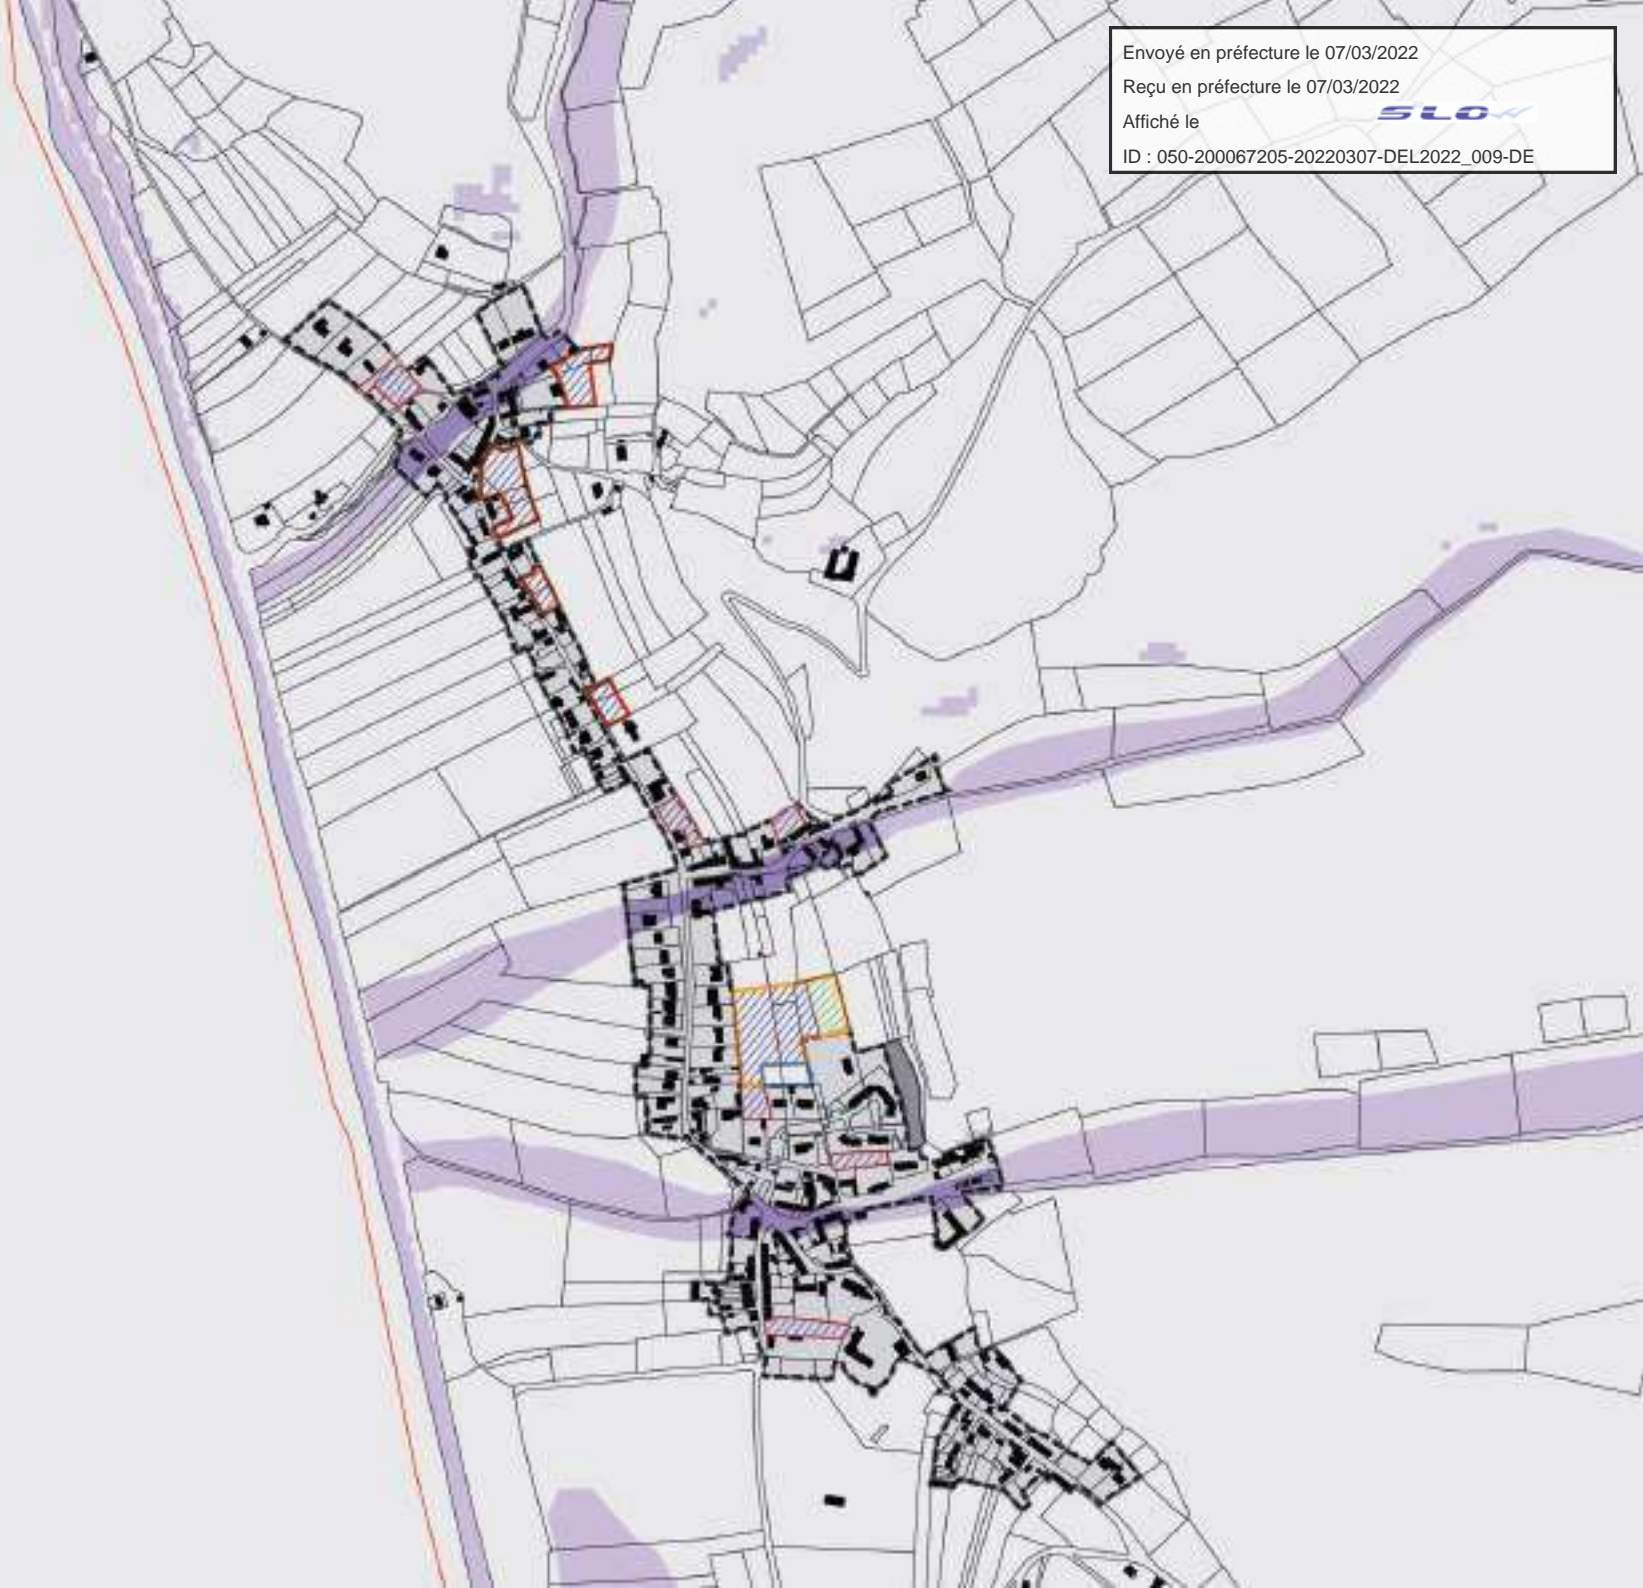 Envoyé en préfecture le 07/03/2022
Reçu en préfecture le 07/03/2022
Affiché le
SLO
ID : 050-200067205-20220307-DEL2022_009-DE